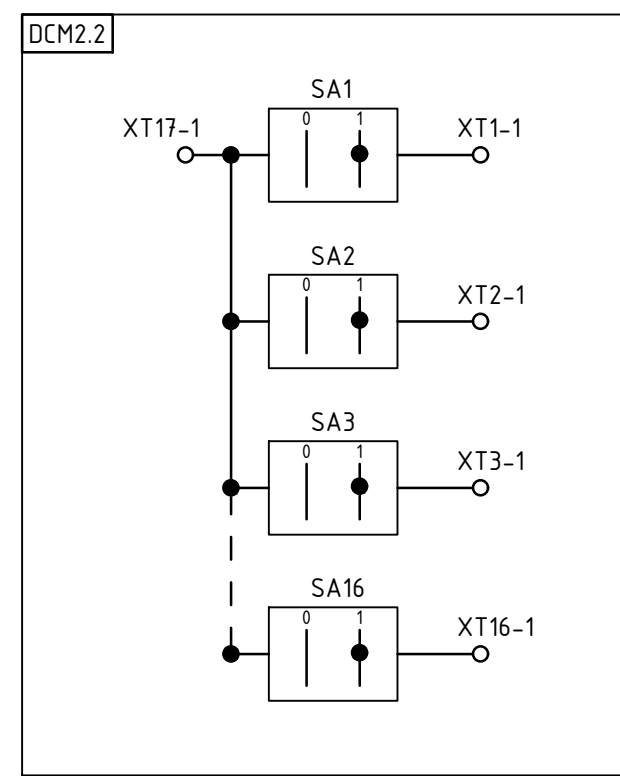 DCM2.2
SA1
XT17-1
0 1
XT1-1
SA2
0 1
XT2-1
SA3
0 1
XT3-1
SA16
0 1
XT16-1